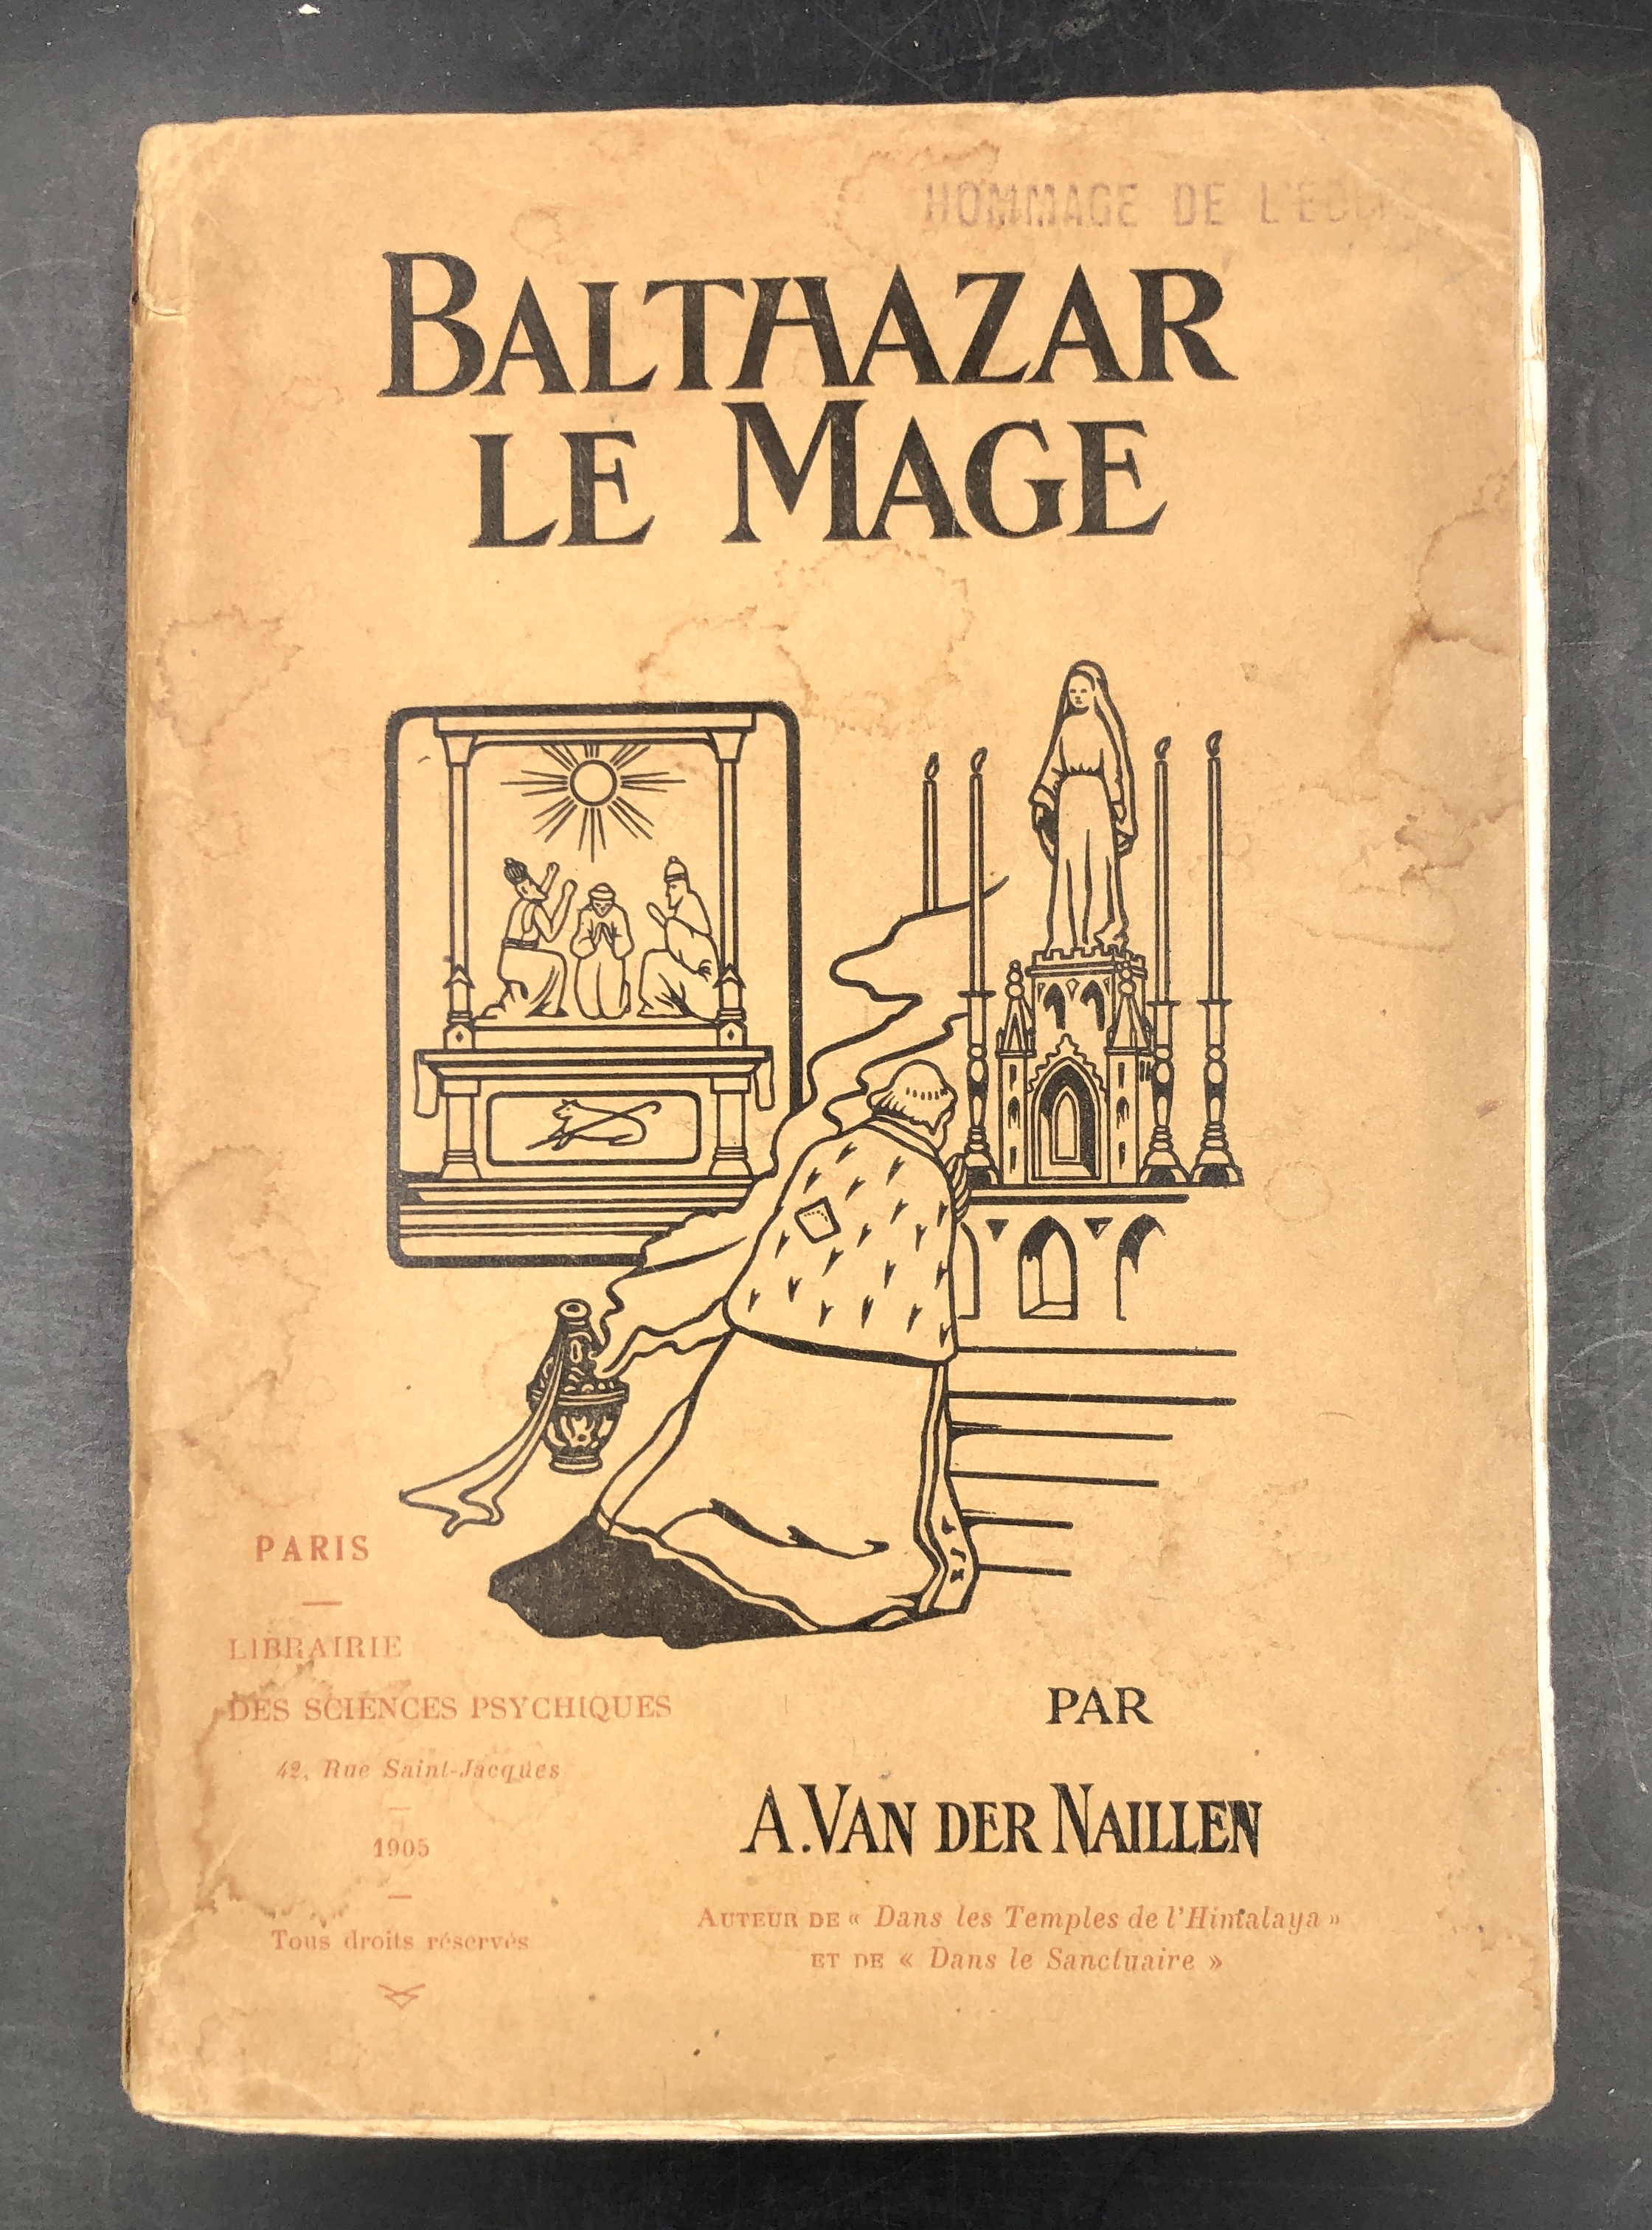 HOMMAGE DE
BALTHAZAR
LE MAGE
PARIS
LIBRAIRIE
DES SCIENCES PSYCHIQUES
42, Rue Saint-Jacques
1905
Tous droits réservés
PAR
A. VAN DER NAILLEN
AUTEUR DE « Dans les Temples de l'Himalaya »
ET DE « Dans le Sanctuaire »